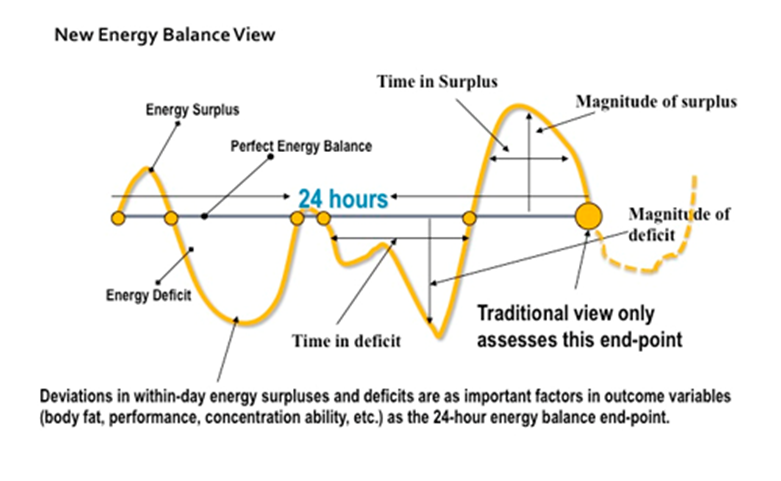 New Energy Balance View
Time in Surplus
Magnitude of surplus
Energy Surplus
Perfect Energy Balance
24 hours
Magnitude of
deficit
Energy Deficit
Time in deficit
Traditional view only
assesses this end-point
Deviations in within-day energy surpluses and deficits are as important factors in outcome variables
(body fat, performance, concentration ability, etc.) as the 24-hour energy balance end-point.